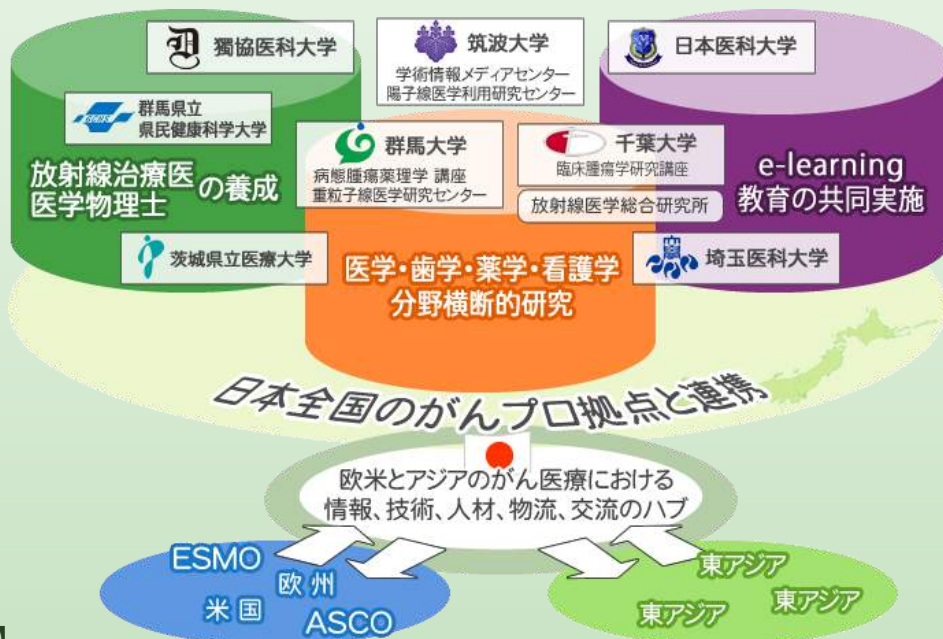 獨協医科大学
筑波大学
学術情報メディアセンター
陽子線医学利用研究センター
日本医科大学
群馬県立
県民健康科学大学
群馬大学
病態腫瘍薬理学 講座
重粒子線医学研究センター
千葉大学
臨床腫瘍学研究講座
放射線医学総合研究所
放射線治療医
医学物理士
の養成
e-learning
教育の共同実施
茨城県立医療大学
埼玉医科大学
医学・歯学・薬学・看護学
分野横断的研究
日本全国のがんプロ拠点と連携
欧米とアジアのがん医療における
情報、技術、人材、物流、交流のハブ
ESMO
欧州
米国
ASCO
東アジア
東アジア
東アジア